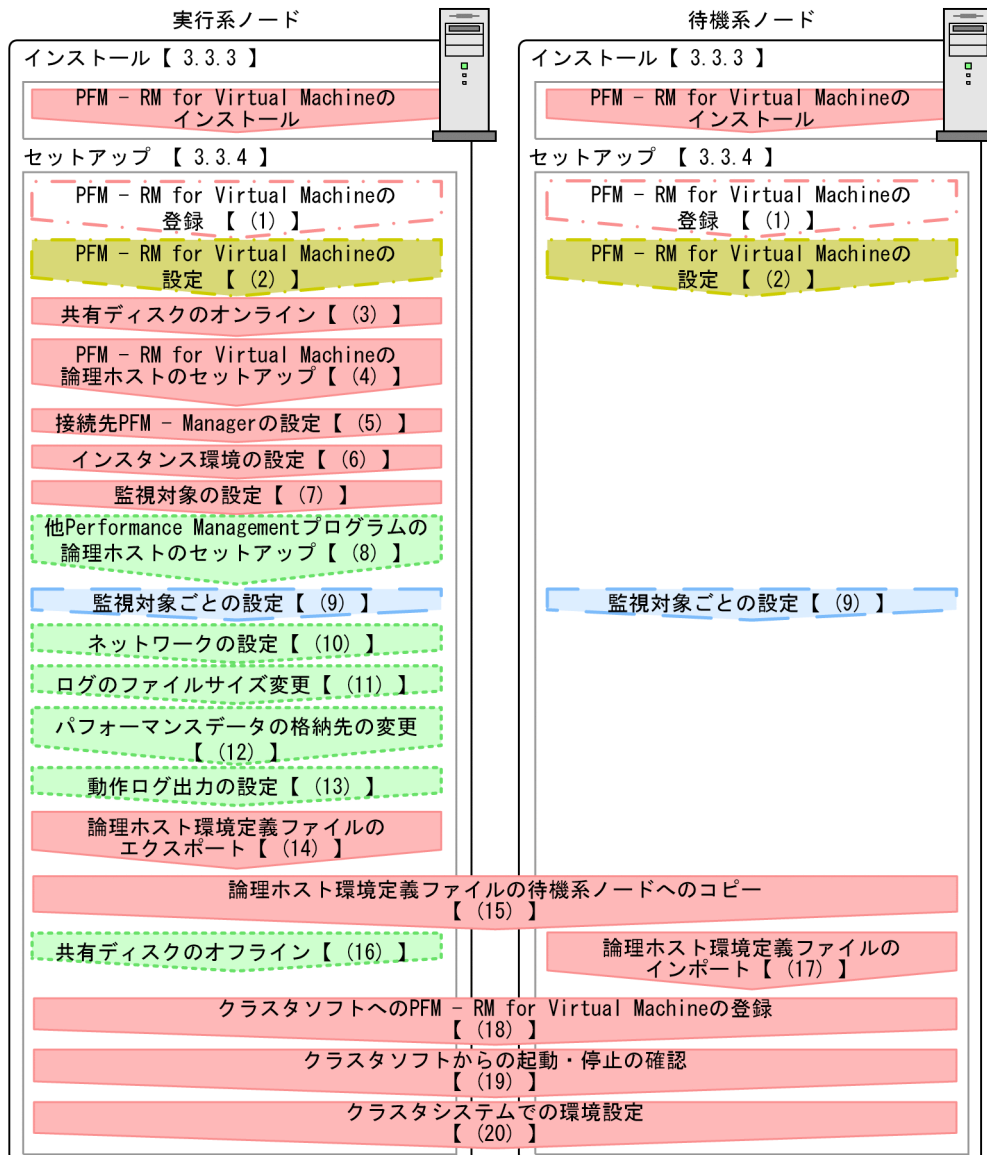 実行系ノード
待機系ノード
インストール【 3.3.3 】
インストール【 3.3.3 】
PFM － RM for Virtual Machineの
インストール
PFM － RM for Virtual Machineの
インストール
セットアップ 【 3.3.4 】
セットアップ 【 3.3.4 】
PFM － RM for Virtual Machineの
登録 【 (1) 】
PFM － RM for Virtual Machineの
登録 【 (1) 】
PFM － RM for Virtual Machineの
設定 【 (2) 】
PFM － RM for Virtual Machineの
設定 【 (2) 】
共有ディスクのオンライン【 (3) 】
PFM － RM for Virtual Machineの
論理ホストのセットアップ【 (4) 】
接続先PFM － Managerの設定【 (5) 】
インスタンス環境の設定【 (6) 】
監視対象の設定【 (7) 】
他Performance Managementプログラムの
論理ホストのセットアップ【 (8) 】
監視対象ごとの設定【 (9) 】
監視対象ごとの設定【 (9) 】
ネットワークの設定【 (10) 】
ログのファイルサイズ変更【 (11) 】
パフォーマンスデータの格納先の変更
【 (12) 】
動作ログ出力の設定【 (13) 】
論理ホスト環境定義ファイルの
エクスポート【 (14) 】
論理ホスト環境定義ファイルの待機系ノードへのコピー
【 (15) 】
共有ディスクのオフライン【 (16) 】
論理ホスト環境定義ファイルの
インポート【 (17) 】
クラスタソフトへのPFM － RM for Virtual Machineの登録
【 (18) 】
クラスタソフトからの起動・停止の確認
【 (19) 】
クラスタシステムでの環境設定
【 (20) 】